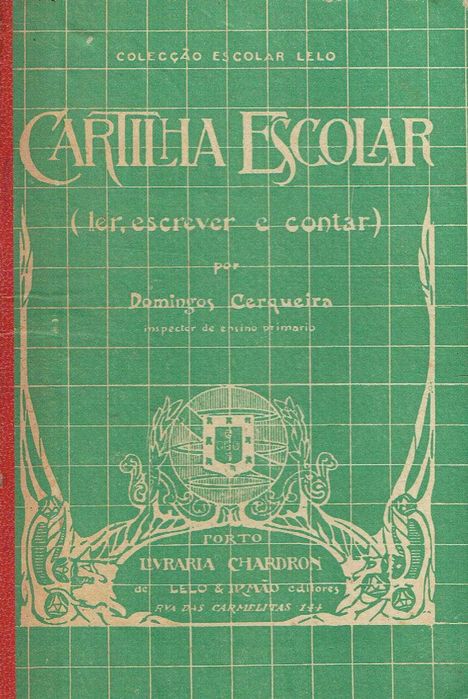 COLECÇÃO ESCOLAR LELO
CARTILHA ESCOLAR
(ler, escrever e contar)
por
Domingos Cerqueira
inspector de ensino primario
PORTO
LIVRARIA CHARDRON
de LELO & IRMÃO editores
RVA DAS CARMELITAS 144